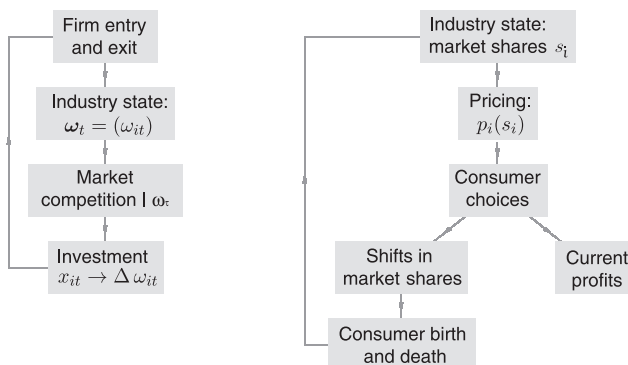 Firm entry
and exit
Industry state:
𝝎ₜ = (ωᵢₜ)
Market
competition | ωτ
Investment
xᵢₜ → Δ ωᵢₜ
Industry state:
market shares sᵢ
Pricing:
pᵢ(sᵢ)
Consumer
choices
Shifts in
market shares
Current
profits
Consumer birth
and death